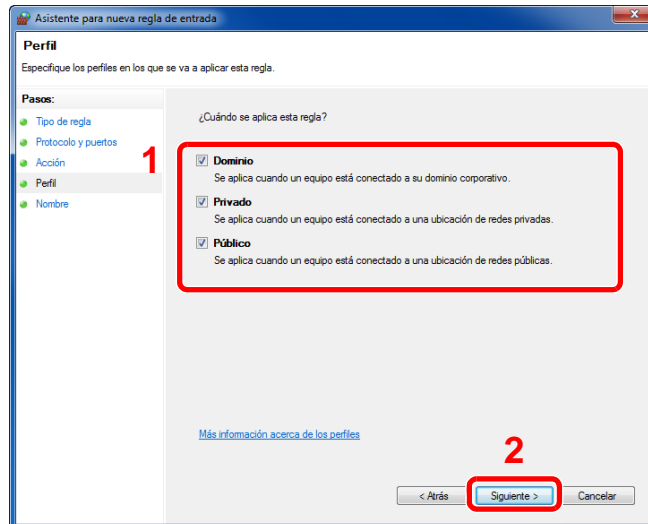 Asistente para nueva regla de entrada
Perfil
Especifique los perfiles en los que se va a aplicar esta regla.
Pasos:
Tipo de regla
Protocolo y puertos
Acción
Perfil
Nombre
¿Cuándo se aplica esta regla?
1
Dominio
Se aplica cuando un equipo está conectado a su dominio corporativo.
Privado
Se aplica cuando un equipo está conectado a una ubicación de redes privadas.
Público
Se aplica cuando un equipo está conectado a una ubicación de redes públicas.
Más información acerca de los perfiles
2
< Atrás
Siguiente >
Cancelar